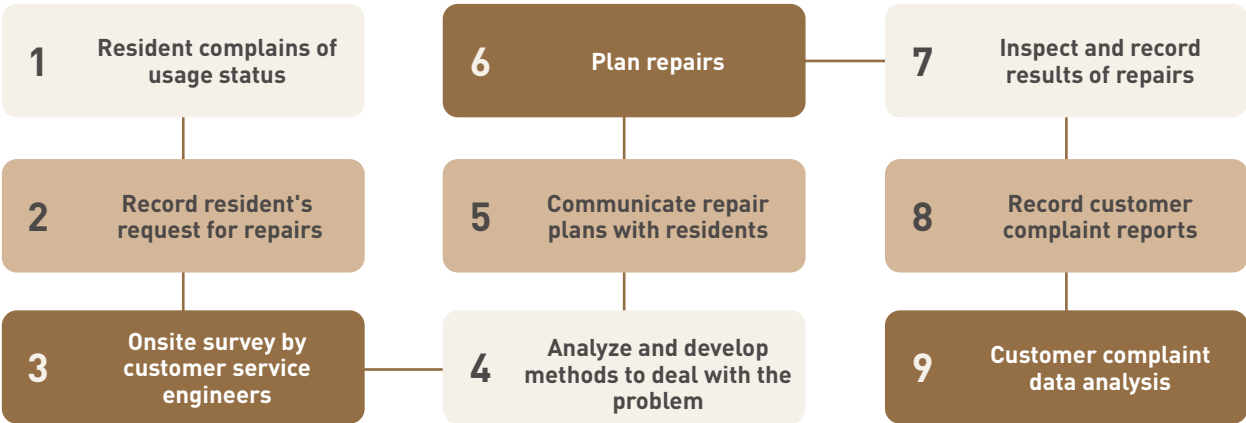 1
Resident complains of
usage status
2
Record resident's
request for repairs
3
Onsite survey by
customer service
engineers
4
Analyze and develop
methods to deal with the
problem
5
Communicate repair
plans with residents
6
Plan repairs
7
Inspect and record
results of repairs
8
Record customer
complaint reports
9
Customer complaint
data analysis